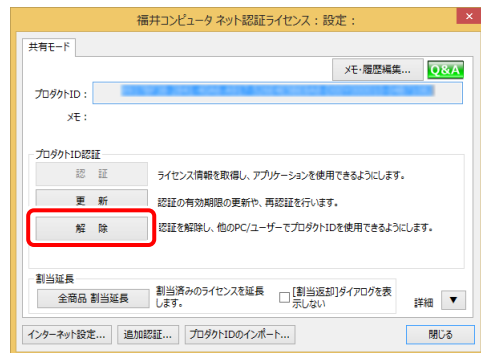 福井コンピュータ ネット認証ライセンス：設定：
×
共有モード
メモ・履歴編集...
Q&A
プロダクトID：
メモ：
プロダクトID認証
認 証
ライセンス情報を取得し、アプリケーションを使用できるようにします。
更 新
認証の有効期限の更新や、再認証を行います。
解 除
認証を解除し、他のPC/ユーザーでプロダクトIDを使用できるようにします。
割当延長
全商品 割当延長
割当済みのライセンスを延長
します。
[割当返却]ダイアログを表
示しない
詳細 ▼
インターネット設定...
追加認証...
プロダクトIDのインポート...
閉じる